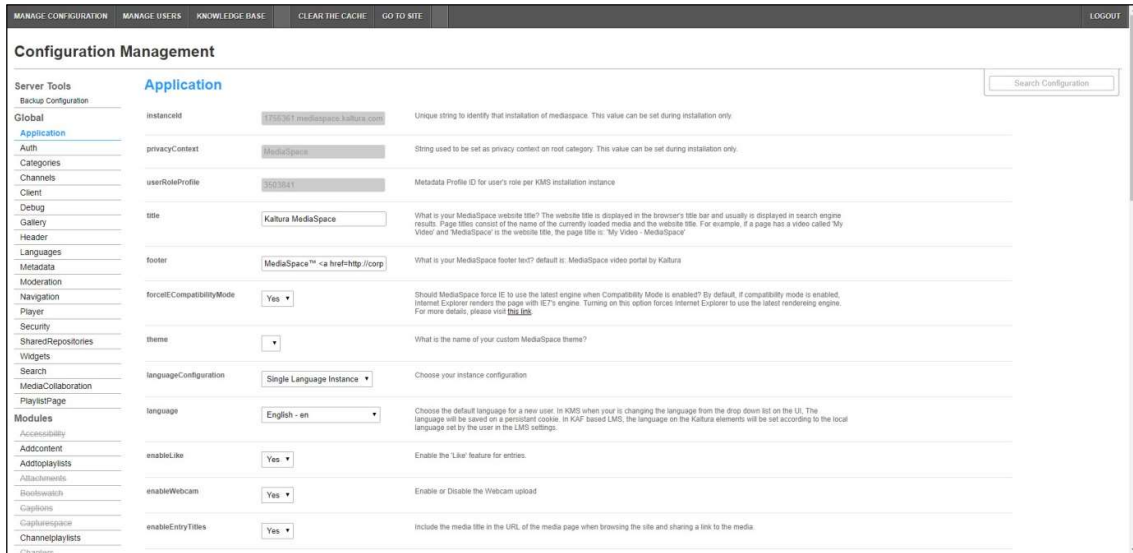 MANAGE CONFIGURATION MANAGE USERS KNOWLEDGE BASE CLEAR THE CACHE GO TO SITE LOGOUT
Configuration Management
Server Tools
Backup Configuration
Global
Application
Auth
Categories
Channels
Client
Debug
Gallery
Header
Languages
Metadata
Moderation
Navigation
Player
Security
SharedRepositories
Widgets
Search
MediaCollaboration
PlaylistPage
Modules
Accessibility
Addcontent
Addtoplaylists
Attachments
Bootswatch
Captions
Capturespace
Channelplaylists
Chapters
Application
Search Configuration
instanceId 1766361.mediaspace.kaltura.com Unique string to identify that installation of mediaspace. This value can be set during installation only.
privacyContext MediaSpace String used to be set as privacy context on root category. This value can be set during installation only.
userRoleProfile Metadata Profile ID for user's role per KMS installation instance
title Kaltura MediaSpace What is your MediaSpace website title? The website title is displayed in the browser's title bar and usually is displayed in search engine
results. Page titles consist of the name of the currently loaded media and the website title. For example, if a page has a video called 'My
Video' and 'MediaSpace' is the website title, the page title is: 'My Video - MediaSpace'
footer MediaSpace™ <a href=http://corp What is your MediaSpace footer text? default is: MediaSpace video portal by Kaltura
forceIECompatibilityMode Yes Should MediaSpace force IE to use the latest engine when Compatibility Mode is enabled? By default, if compatibility mode is enabled,
Internet Explorer renders the page with IE7's engine. Turning on this option forces Internet Explorer to use the latest rendereing engine.
For more details, please visit this link.
theme What is the name of your custom MediaSpace theme?
languageConfiguration Single Language Instance Choose your instance configuration
language English - en Choose the default language for a new user. In KMS when your is changing the language from the drop down list on the UI, The
language will be saved on a persistant cookie. In KAF based LMS, the language on the Kaltura elements will be set according to the local
language set by the user in the LMS settings.
enableLike Yes Enable the 'Like' feature for entries.
enableWebcam Yes Enable or Disable the Webcam upload
enableEntryTitles Yes Include the media title in the URL of the media page when browsing the site and sharing a link to the media